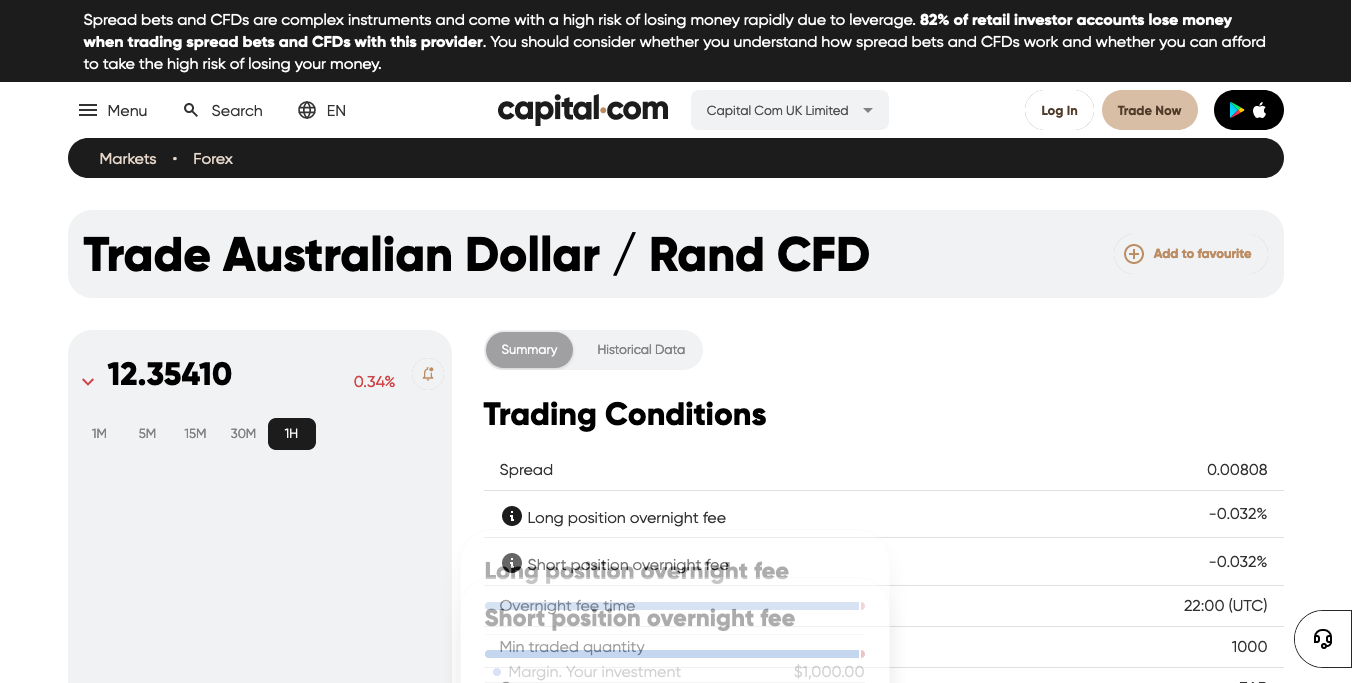 Spread bets and CFDs are complex instruments and come with a high risk of losing money rapidly due to leverage. 82% of retail investor accounts lose money
when trading spread bets and CFDs with this provider. You should consider whether you understand how spread bets and CFDs work and whether you can afford
to take the high risk of losing your money.
Menu Search EN capital.com Capital Com UK Limited Log In Trade Now
Markets • Forex
Trade Australian Dollar / Rand CFD Add to favourite
12.35410 0.34%
1M 5M 15M 30M 1H
Summary Historical Data
Trading Conditions
Spread 0.00808
Long position overnight fee -0.032%
Short position overnight fee -0.032%
Long position overnight fee
Overnight fee time 22:00 (UTC)
Short position overnight fee
Min traded quantity 1000
Margin. Your investment $1,000.00